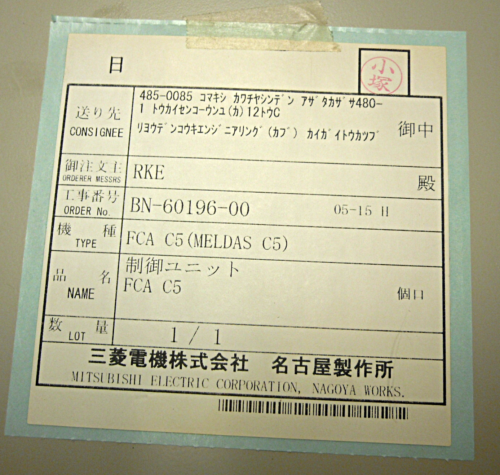 日
小塚
485-0085 コマキシ カワチヤシンデン アザタカザサ480-
1 トウカイセンコーウンユ(カ)12トウC
送り先
CONSIGNEE
リヨウデンコウキエンジニアリング(カブ) カイガイトウカツブ
御中
御注文主
ORDERER MESSRS
RKE
殿
工事番号
ORDER No.
BN-60196-00 05-15 H
機種
TYPE
FCA C5(MELDAS C5)
品名
NAME
制御ユニット
FCA C5
個口
数量
LOT
1 / 1
三菱電機株式会社 名古屋製作所
MITSUBISHI ELECTRIC CORPORATION, NAGOYA WORKS.